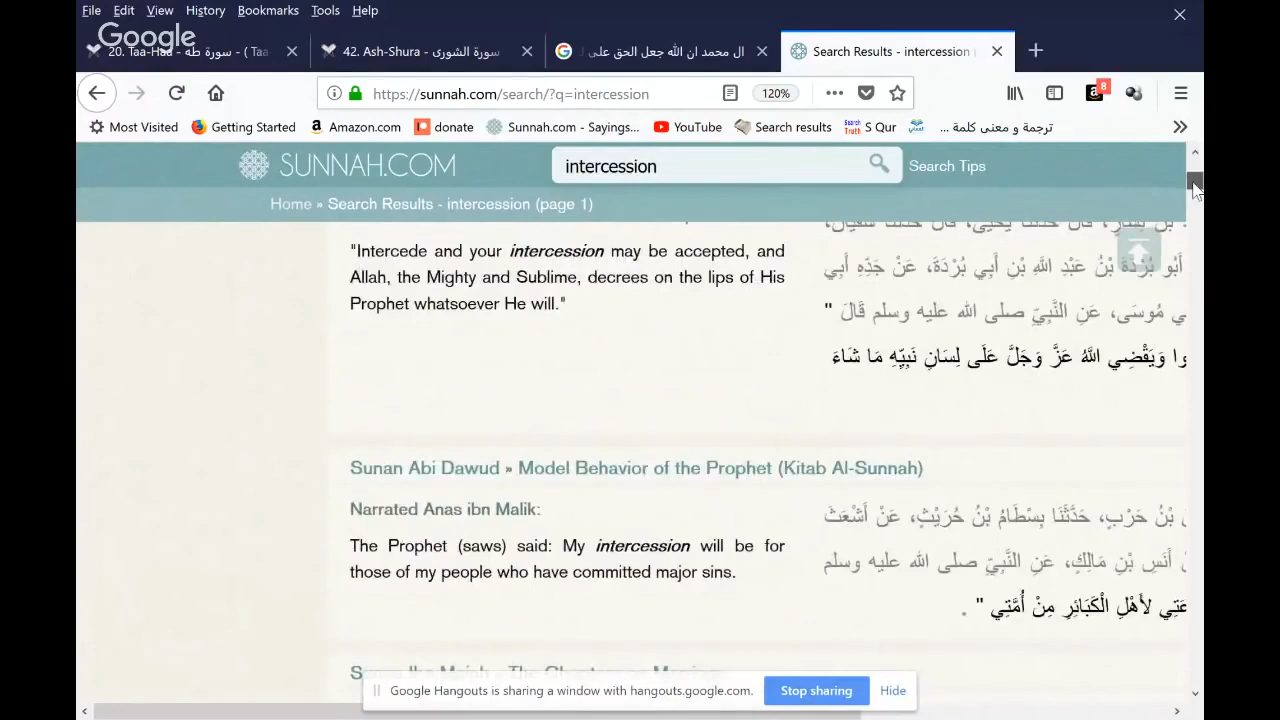 File Edit View History Bookmarks Tools Help
Google
20. Taa-Haa - سورة طه - ( Taa-
42. Ash-Shura - سورة الشورى
ال محمد ان الله جعل الحق على ل
Search Results - intercession
https://sunnah.com/search/?q=intercession
120%
8
Most Visited Getting Started Amazon.com donate Sunnah.com - Sayings... YouTube Search results Search Truth S Qur ترجمة و معنى كلمة ...
SUNNAH.COM intercession Search Tips
Home » Search Results - intercession (page 1)
"Intercede and your intercession may be accepted, and
Allah, the Mighty and Sublime, decrees on the lips of His
Prophet whatsoever He will."
بْنُ بَشَّارٍ، قَالَ حَدَّثَنَا يَحْيَى، قَالَ حَدَّثَنَا سُفْيَانُ،
أَبُو بُرْدَةَ بْنُ عَبْدِ اللَّهِ بْنِ أَبِي بُرْدَةَ، عَنْ جَدِّهِ أَبِي
مُوسَى، عَنِ النَّبِيِّ صلى الله عليه وسلم قَالَ "
وَيَقْضِي اللَّهُ عَزَّ وَجَلَّ عَلَى لِسَانِ نَبِيِّهِ مَا شَاءَ
Sunan Abi Dawud » Model Behavior of the Prophet (Kitab Al-Sunnah)
Narrated Anas ibn Malik:
The Prophet (saws) said: My intercession will be for
those of my people who have committed major sins.
بْنُ حَرْبٍ، حَدَّثَنَا بِسْطَامُ بْنُ حُرَيْثٍ، عَنْ أَشْعَثَ
أَنَسِ بْنِ مَالِكٍ، عَنِ النَّبِيِّ صلى الله عليه وسلم
لأَهْلِ الْكَبَائِرِ مِنْ أُمَّتِي " .
Google Hangouts is sharing a window with hangouts.google.com. Stop sharing Hide